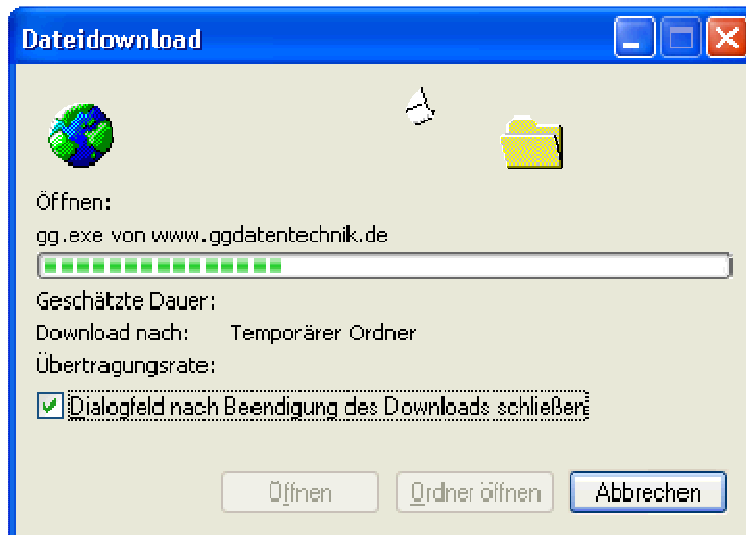 Dateidownload
Öffnen:
gg.exe von www.ggdatentechnik.de
Geschätzte Dauer:
Download nach: Temporärer Ordner
Übertragungsrate:
Dialogfeld nach Beendigung des Downloads schließen
Öffnen Ordner öffnen Abbrechen